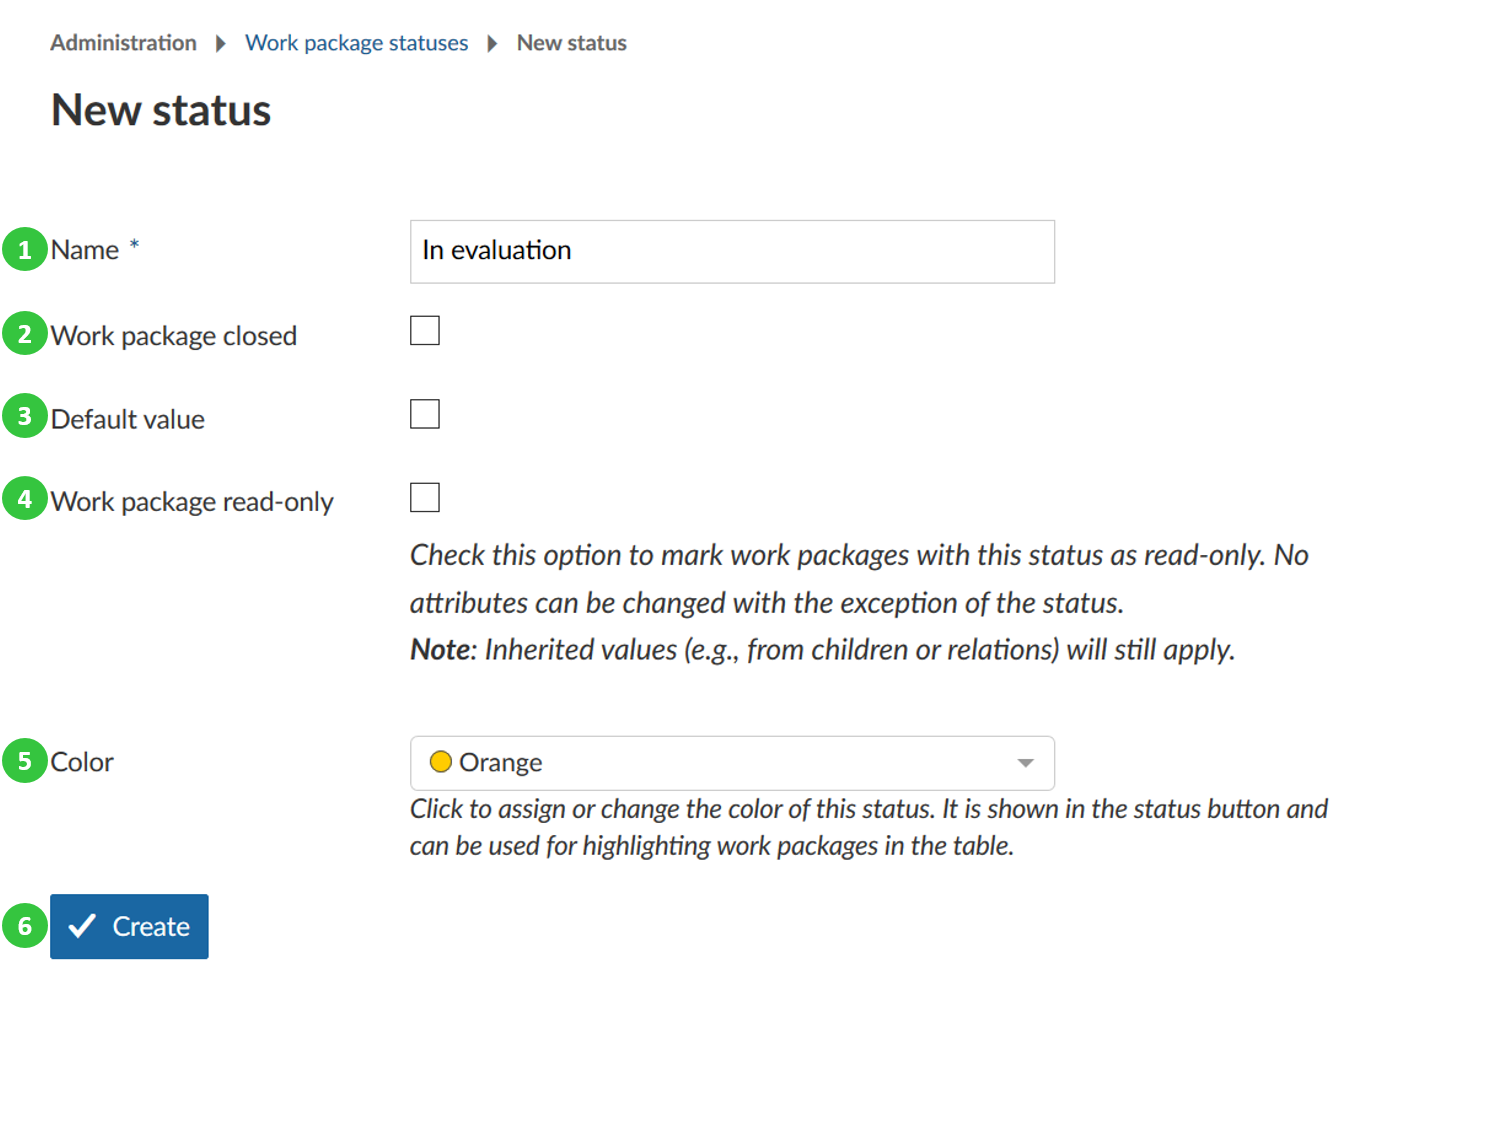 Administration Work package statuses New status
New status
1 Name *
In evaluation
2 Work package closed
3 Default value
4 Work package read-only
Check this option to mark work packages with this status as read-only. No
attributes can be changed with the exception of the status.
Note: Inherited values (e.g., from children or relations) will still apply.
5 Color
Orange
Click to assign or change the color of this status. It is shown in the status button and
can be used for highlighting work packages in the table.
6 Create